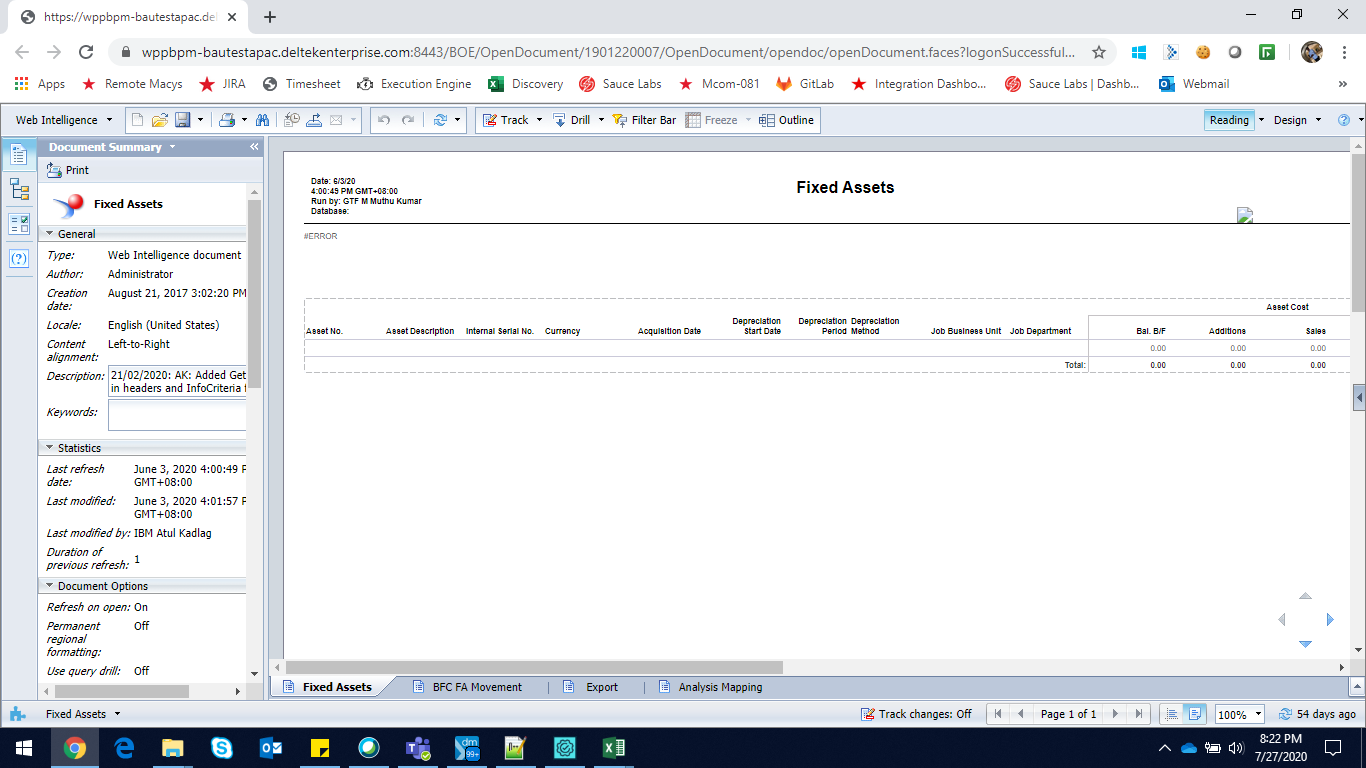 https://wppbpm-bautestapac.del
wppbpm-bautestapac.deltekenterprise.com:8443/BOE/OpenDocument/1901220007/OpenDocument/opendoc/openDocument.faces?logonSuccessful...
Apps Remote Macys JIRA Timesheet Execution Engine Discovery Sauce Labs Mcom-081 GitLab Integration Dashbo... Sauce Labs | Dashb... Webmail »
Web Intelligence Track Drill Filter Bar Freeze Outline Reading Design
Document Summary «
Print
Fixed Assets
General
Type: Web Intelligence document
Author: Administrator
Creation date: August 21, 2017 3:02:20 PM
Locale: English (United States)
Content alignment: Left-to-Right
Description: 21/02/2020: AK: Added Get
in headers and InfoCriteria
Keywords:
Statistics
Last refresh date: June 3, 2020 4:00:49
GMT+08:00
Last modified: June 3, 2020 4:01:57
GMT+08:00
Last modified by: IBM Atul Kadlag
Duration of previous refresh: 1
Document Options
Refresh on open: On
Permanent regional formatting: Off
Use query drill: Off
Date: 6/3/20
4:00:49 PM GMT+08:00
Run by: GTF M Muthu Kumar
Database:
Fixed Assets
#ERROR
Asset Cost
Asset No. Asset Description Internal Serial No. Currency Acquisition Date Depreciation Start Date Depreciation Period Depreciation Method Job Business Unit Job Department Bal. B/F Additions Sales
0.00 0.00 0.00
Total: 0.00 0.00 0.00
Fixed Assets BFC FA Movement Export Analysis Mapping
Fixed Assets Track changes: Off Page 1 of 1 100% 54 days ago
dm 99+
8:22 PM
7/27/2020